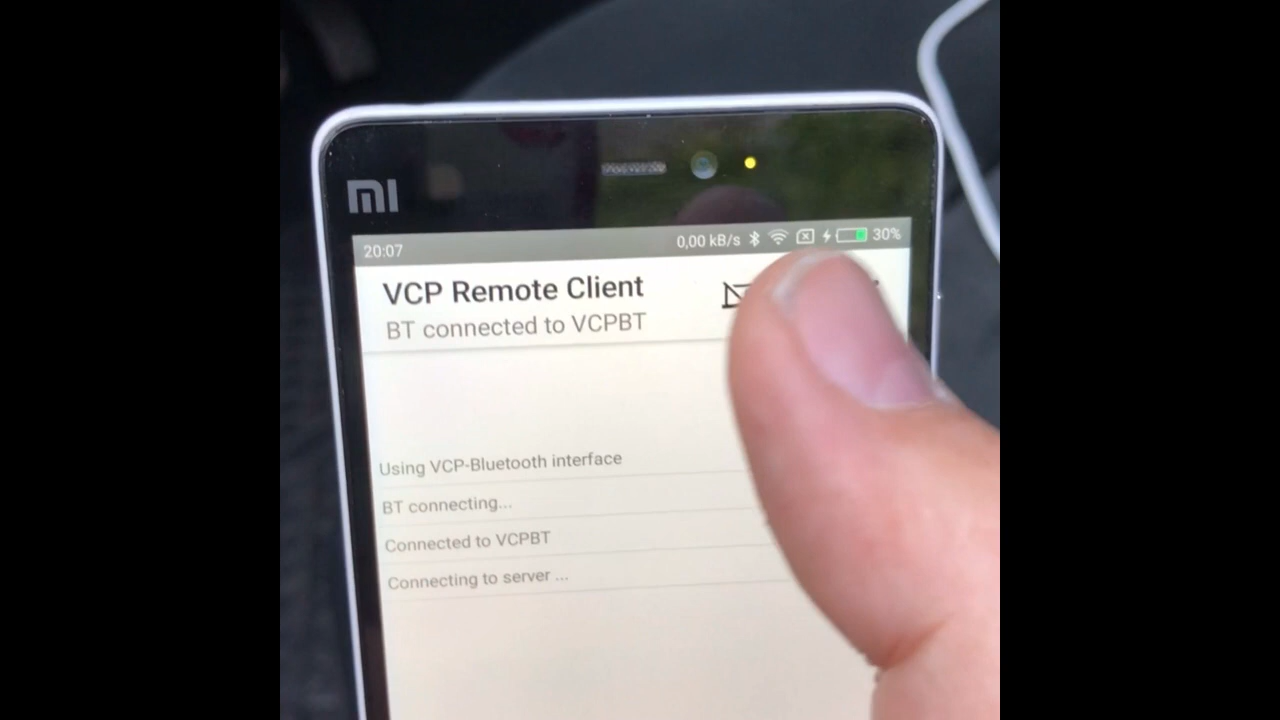 mi
20:07 0,00 kB/s 30%
VCP Remote Client
BT connected to VCPBT
Using VCP-Bluetooth interface
BT connecting...
Connected to VCPBT
Connecting to server ...